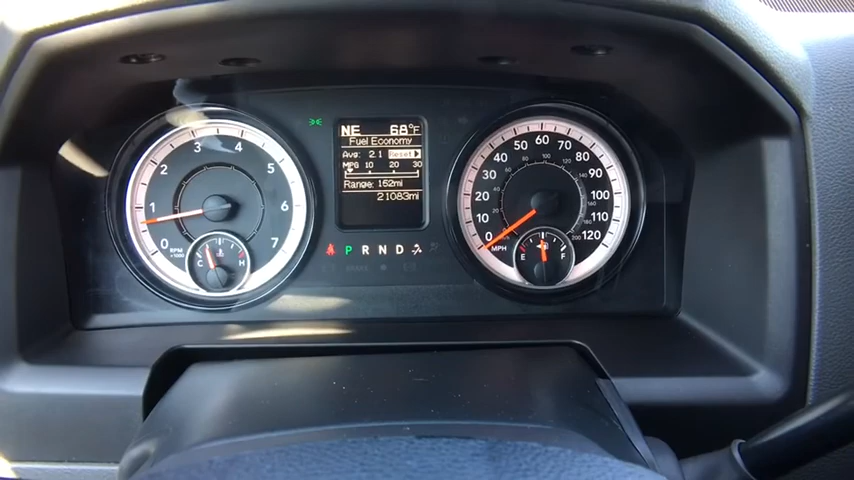 NE 68°F
Fuel Economy
Avg: 2.1 Reset
MPG 10 20 30
Range: 152mi
21083mi
0 1 2 3 4 5 6 7
RPM
x1000
C H
P R N D
0 10 20 30 40 50 60 70 80 90 100 110 120
MPH
E F